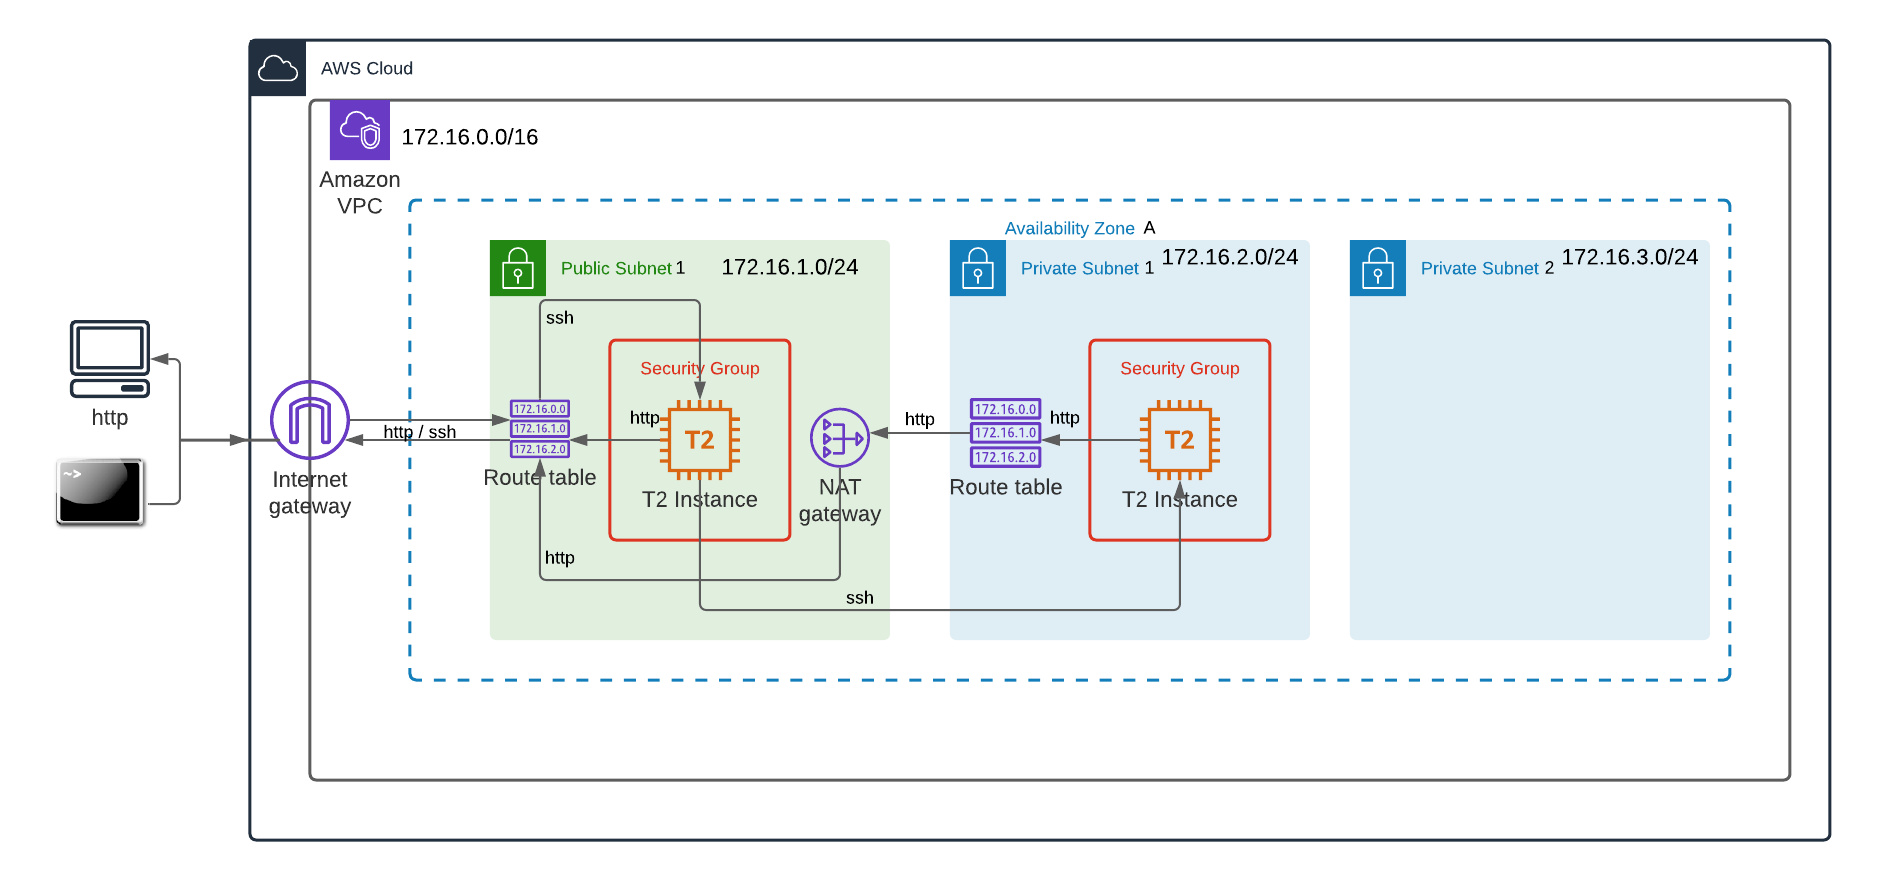 AWS Cloud
172.16.0.0/16
Amazon
VPC
Availability Zone A
Public Subnet 1
172.16.1.0/24
Private Subnet 1
172.16.2.0/24
Private Subnet 2
172.16.3.0/24
ssh
Security Group
Security Group
http
~>
Internet
gateway
http / ssh
172.16.0.0
172.16.1.0
172.16.2.0
Route table
http
T2
T2 Instance
NAT
gateway
http
172.16.0.0
172.16.1.0
172.16.2.0
Route table
http
T2
T2 Instance
http
ssh